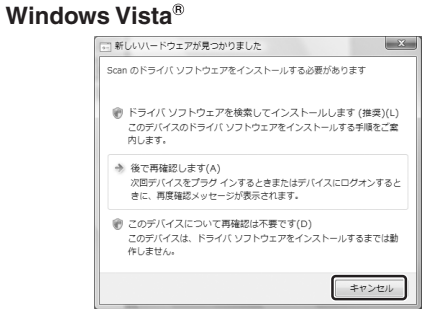 Windows Vista®
新しいハードウェアが見つかりました
Scan のドライバ ソフトウェアをインストールする必要があります
ドライバ ソフトウェアを検索してインストールします (推奨)(L)
このデバイスのドライバ ソフトウェアをインストールする手順をご案
内します。
後で再確認します(A)
次回デバイスをプラグ インするときまたはデバイスにログオンすると
きに、再度確認メッセージが表示されます。
このデバイスについて再確認は不要です(D)
このデバイスは、ドライバ ソフトウェアをインストールするまでは動
作しません。
キャンセル